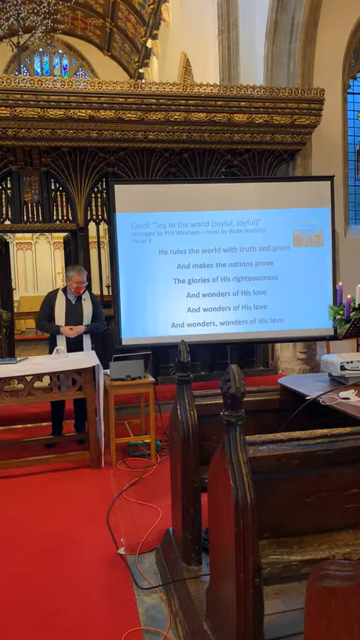 Carol: "Joy to the world (Joyful, Joyful)"
arranged by Phil Wickham – cover by Wake Worship
Verse 3
He rules the world with truth and grace
And makes the nations prove
The glories of His righteousness
And wonders of His love
And wonders of His love
And wonders, wonders of His love